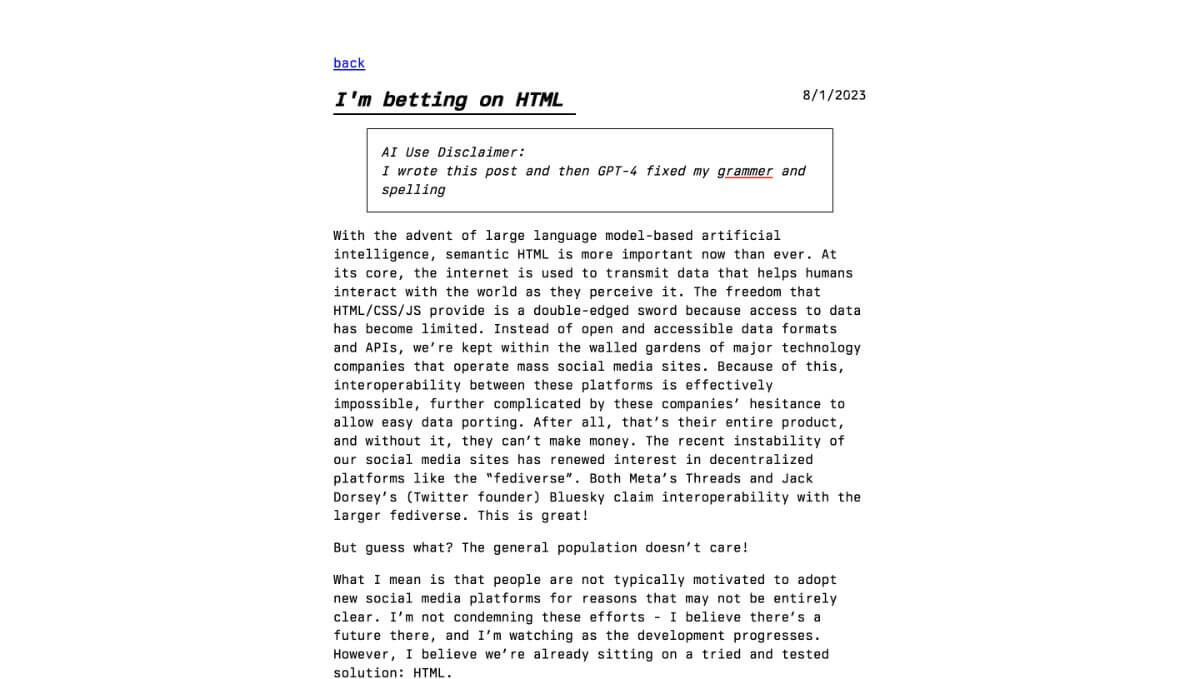 back
I'm betting on HTML
8/1/2023
AI Use Disclaimer:
I wrote this post and then GPT-4 fixed my grammer and
spelling
With the advent of large language model-based artificial
intelligence, semantic HTML is more important now than ever. At
its core, the internet is used to transmit data that helps humans
interact with the world as they perceive it. The freedom that
HTML/CSS/JS provide is a double-edged sword because access to data
has become limited. Instead of open and accessible data formats
and APIs, we’re kept within the walled gardens of major technology
companies that operate mass social media sites. Because of this,
interoperability between these platforms is effectively
impossible, further complicated by these companies’ hesitance to
allow easy data porting. After all, that’s their entire product,
and without it, they can’t make money. The recent instability of
our social media sites has renewed interest in decentralized
platforms like the “fediverse”. Both Meta’s Threads and Jack
Dorsey’s (Twitter founder) Bluesky claim interoperability with the
larger fediverse. This is great!
But guess what? The general population doesn’t care!
What I mean is that people are not typically motivated to adopt
new social media platforms for reasons that may not be entirely
clear. I’m not condemning these efforts - I believe there’s a
future there, and I’m watching as the development progresses.
However, I believe we’re already sitting on a tried and tested
solution: HTML.